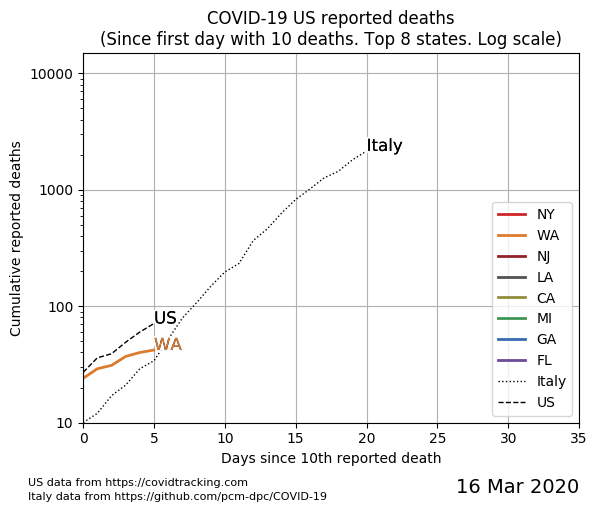 COVID-19 US reported deaths
(Since first day with 10 deaths. Top 8 states. Log scale)
Cumulative reported deaths
10000
1000
100
10
Italy
US
WA
NY
WA
NJ
LA
CA
MI
GA
FL
Italy
US
0 5 10 15 20 25 30 35
Days since 10th reported death
US data from https://covidtracking.com
Italy data from https://github.com/pcm-dpc/COVID-19
16 Mar 2020